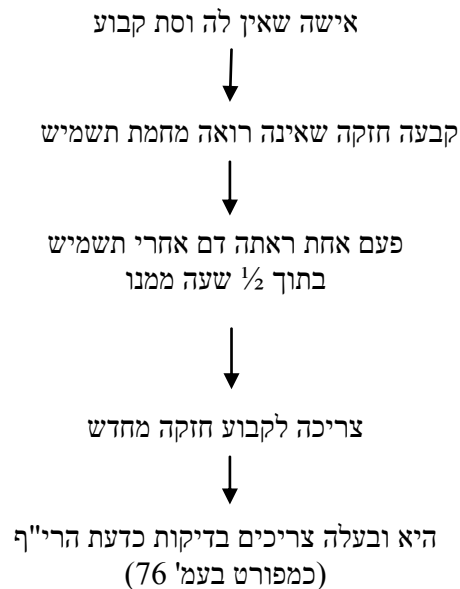 אישה שאין לה וסת קבוע
קבעה חזקה שאינה רואה מחמת תשמיש
פעם אחת ראתה דם אחרי תשמיש
בתוך ½ שעה ממנו
צריכה לקבוע חזקה מחדש
היא ובעלה צריכים בדיקות כדעת הרי"ף
(כמפורט בעמ' 76)